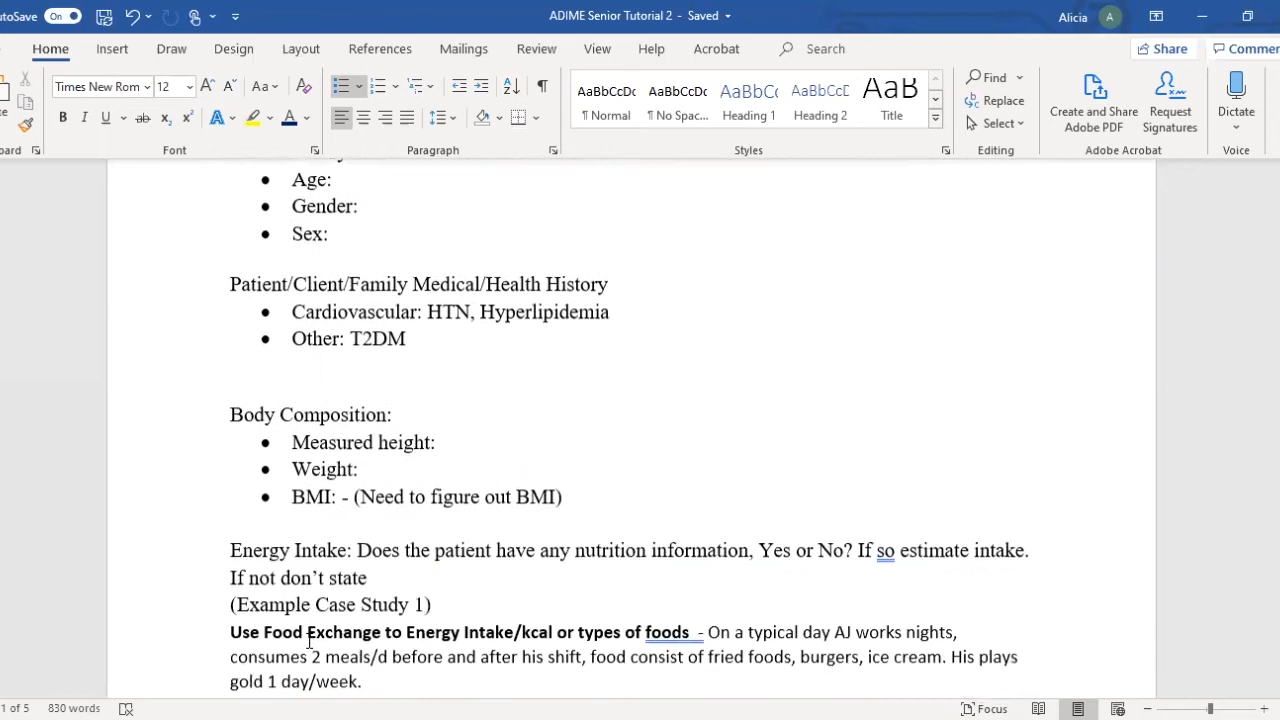 AutoSave On ADIME Senior Tutorial 2 - Saved Alicia A
Home Insert Draw Design Layout References Mailings Review View Help Acrobat Search Share Comme
Times New Rom 12 Aa AaBbCcDc AaBbCcDc AaBbCc AaBbCcD AaB Find
Replace
Select
B I U ab x₂ x² A A ¶ Normal ¶ No Spac... Heading 1 Heading 2 Title Create and Share Adobe PDF Request Signatures Dictate
oard Font Paragraph Styles Editing Adobe Acrobat Voice
• Age:
• Gender:
• Sex:
Patient/Client/Family Medical/Health History
• Cardiovascular: HTN, Hyperlipidemia
• Other: T2DM
Body Composition:
• Measured height:
• Weight:
• BMI: - (Need to figure out BMI)
Energy Intake: Does the patient have any nutrition information, Yes or No? If so estimate intake.
If not don’t state
(Example Case Study 1)
Use Food Exchange to Energy Intake/kcal or types of foods - On a typical day AJ works nights,
consumes 2 meals/d before and after his shift, food consist of fried foods, burgers, ice cream. His plays
gold 1 day/week.
1 of 5 830 words Focus